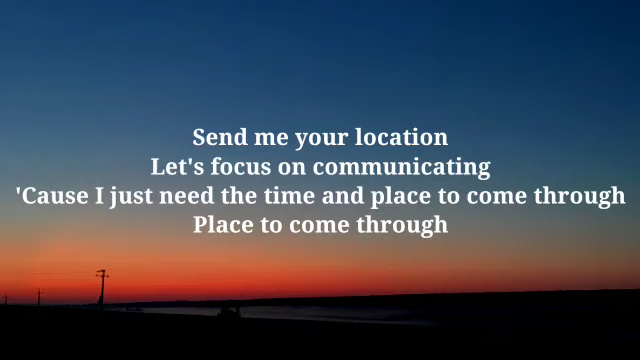 Send me your location
Let's focus on communicating
'Cause I just need the time and place to come through
Place to come through